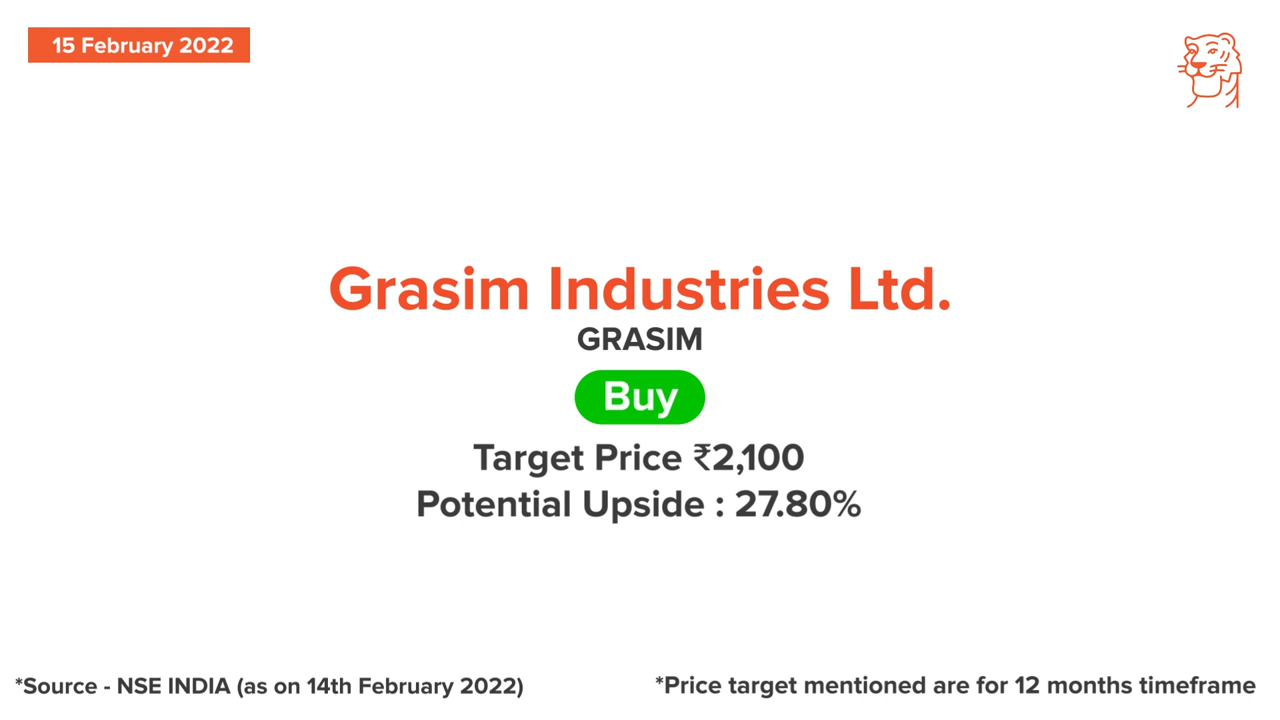 15 February 2022
Grasim Industries Ltd.
GRASIM
Buy
Target Price ₹2,100
Potential Upside : 27.80%
*Source - NSE INDIA (as on 14th February 2022)
*Price target mentioned are for 12 months timeframe